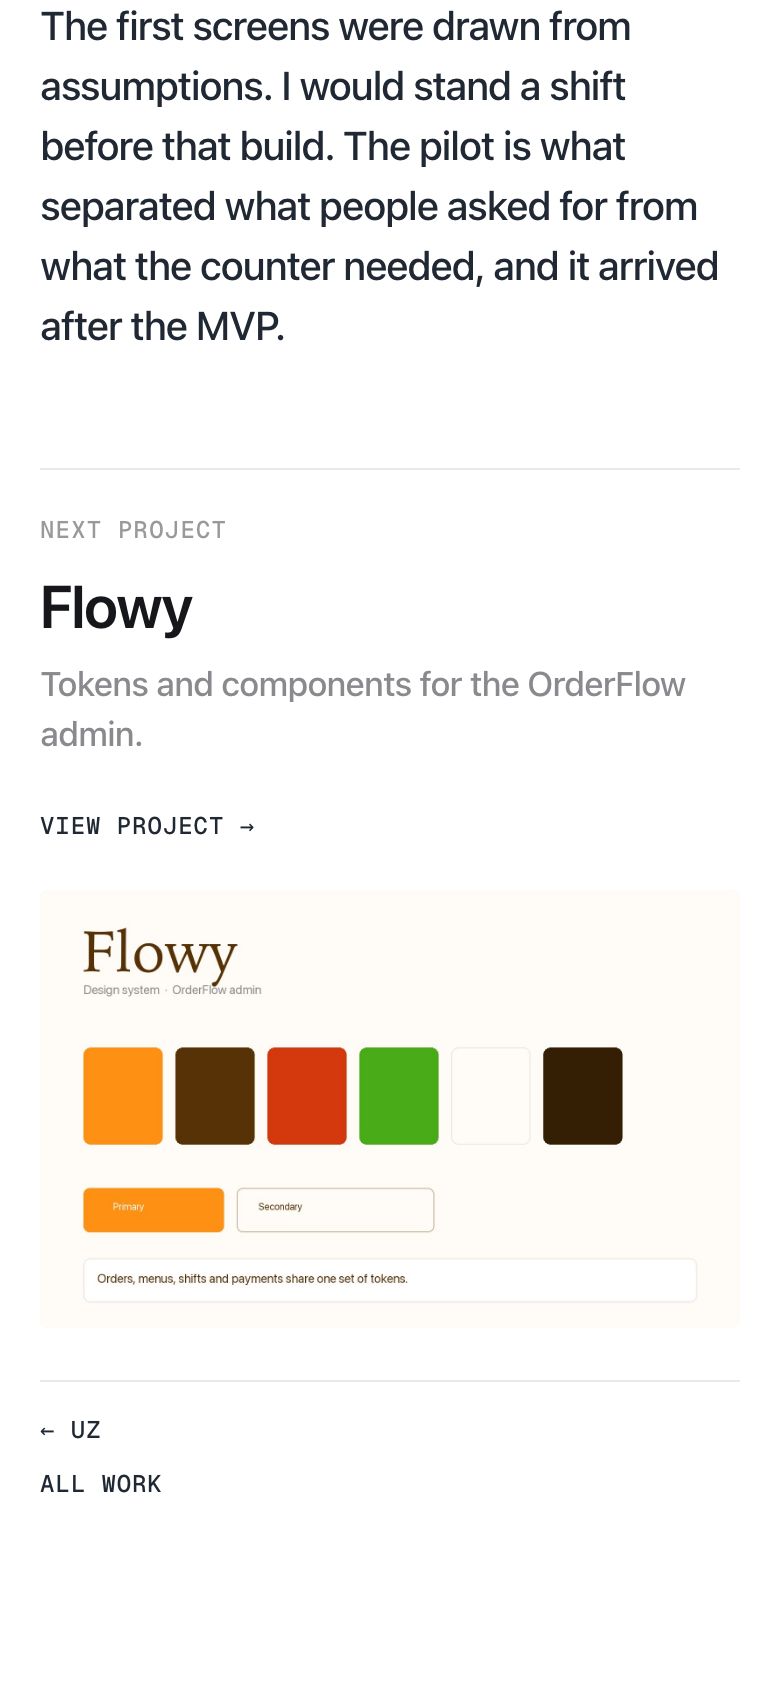 The first screens were drawn from
assumptions. I would stand a shift
before that build. The pilot is what
separated what people asked for from
what the counter needed, and it arrived
after the MVP.
NEXT PROJECT
Flowy
Tokens and components for the OrderFlow
admin.
VIEW PROJECT →
Flowy
Design system · OrderFlow admin
Primary
Secondary
Orders, menus, shifts and payments share one set of tokens.
← UZ
ALL WORK